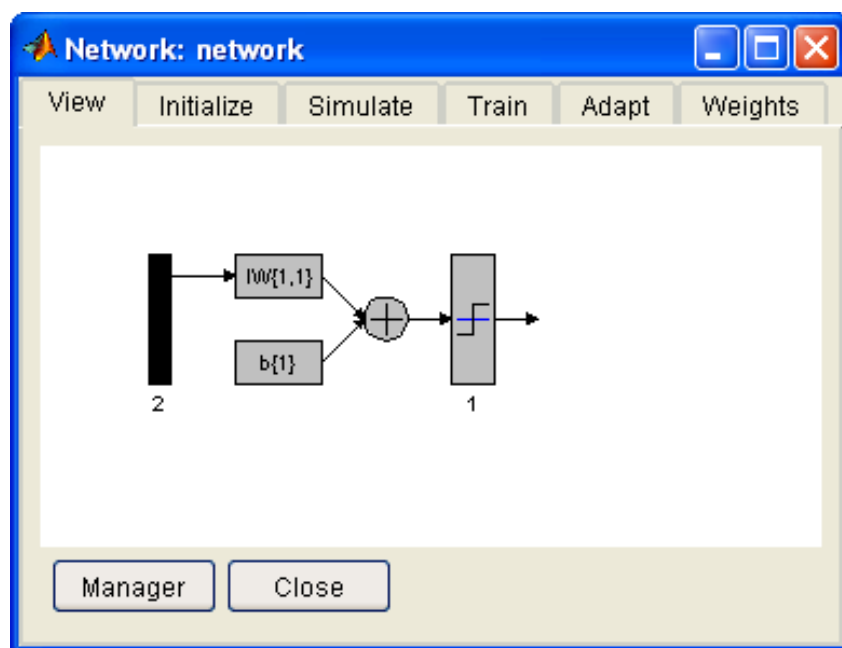 Network: network
View Initialize Simulate Train Adapt Weights
IW{1,1}
b{1}
2 1
Manager Close